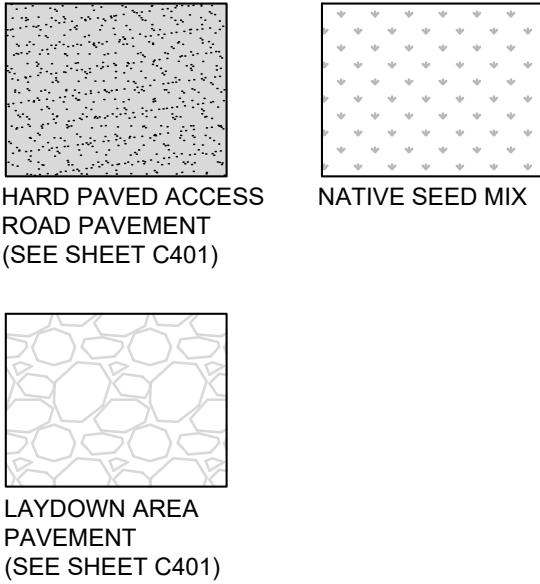 HARD PAVED ACCESS
ROAD PAVEMENT
(SEE SHEET C401)
NATIVE SEED MIX
LAYDOWN AREA
PAVEMENT
(SEE SHEET C401)